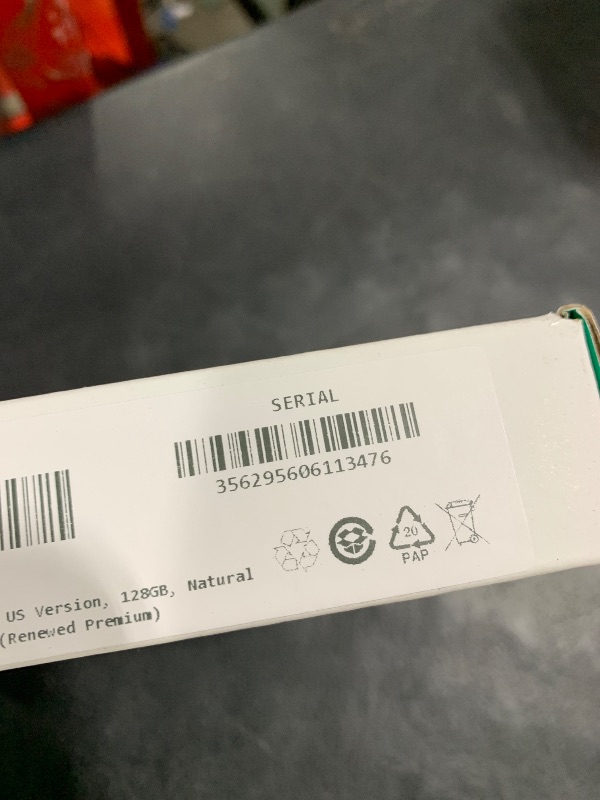 SERIAL
356295606113476
20
PAP
US Version, 128GB, Natural
(Renewed Premium)